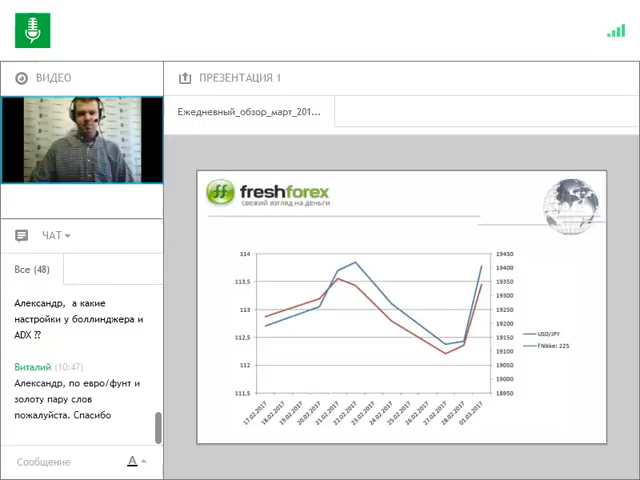 ВИДЕО
ПРЕЗЕНТАЦИЯ 1
Ежедневный_обзор_март_201...
freshforex
свежий взгляд на деньги
ЧАТ
Все (48)
Александр, а какие
настройки у боллинджера и
ADX ??
Виталий (10:47)
Александр, по евро/фунт и
золоту пару слов
пожалуйста. Спасибо
Сообщение
A
114
113,5
113
112,5
112
111,5
19450
19400
19350
19300
19250
19200
19150
19100
19050
19000
18950
USD/JPY
fNikkei 225
17.02.2017
18.02.2017
19.02.2017
20.02.2017
21.02.2017
22.02.2017
23.02.2017
24.02.2017
25.02.2017
26.02.2017
27.02.2017
28.02.2017
01.03.2017